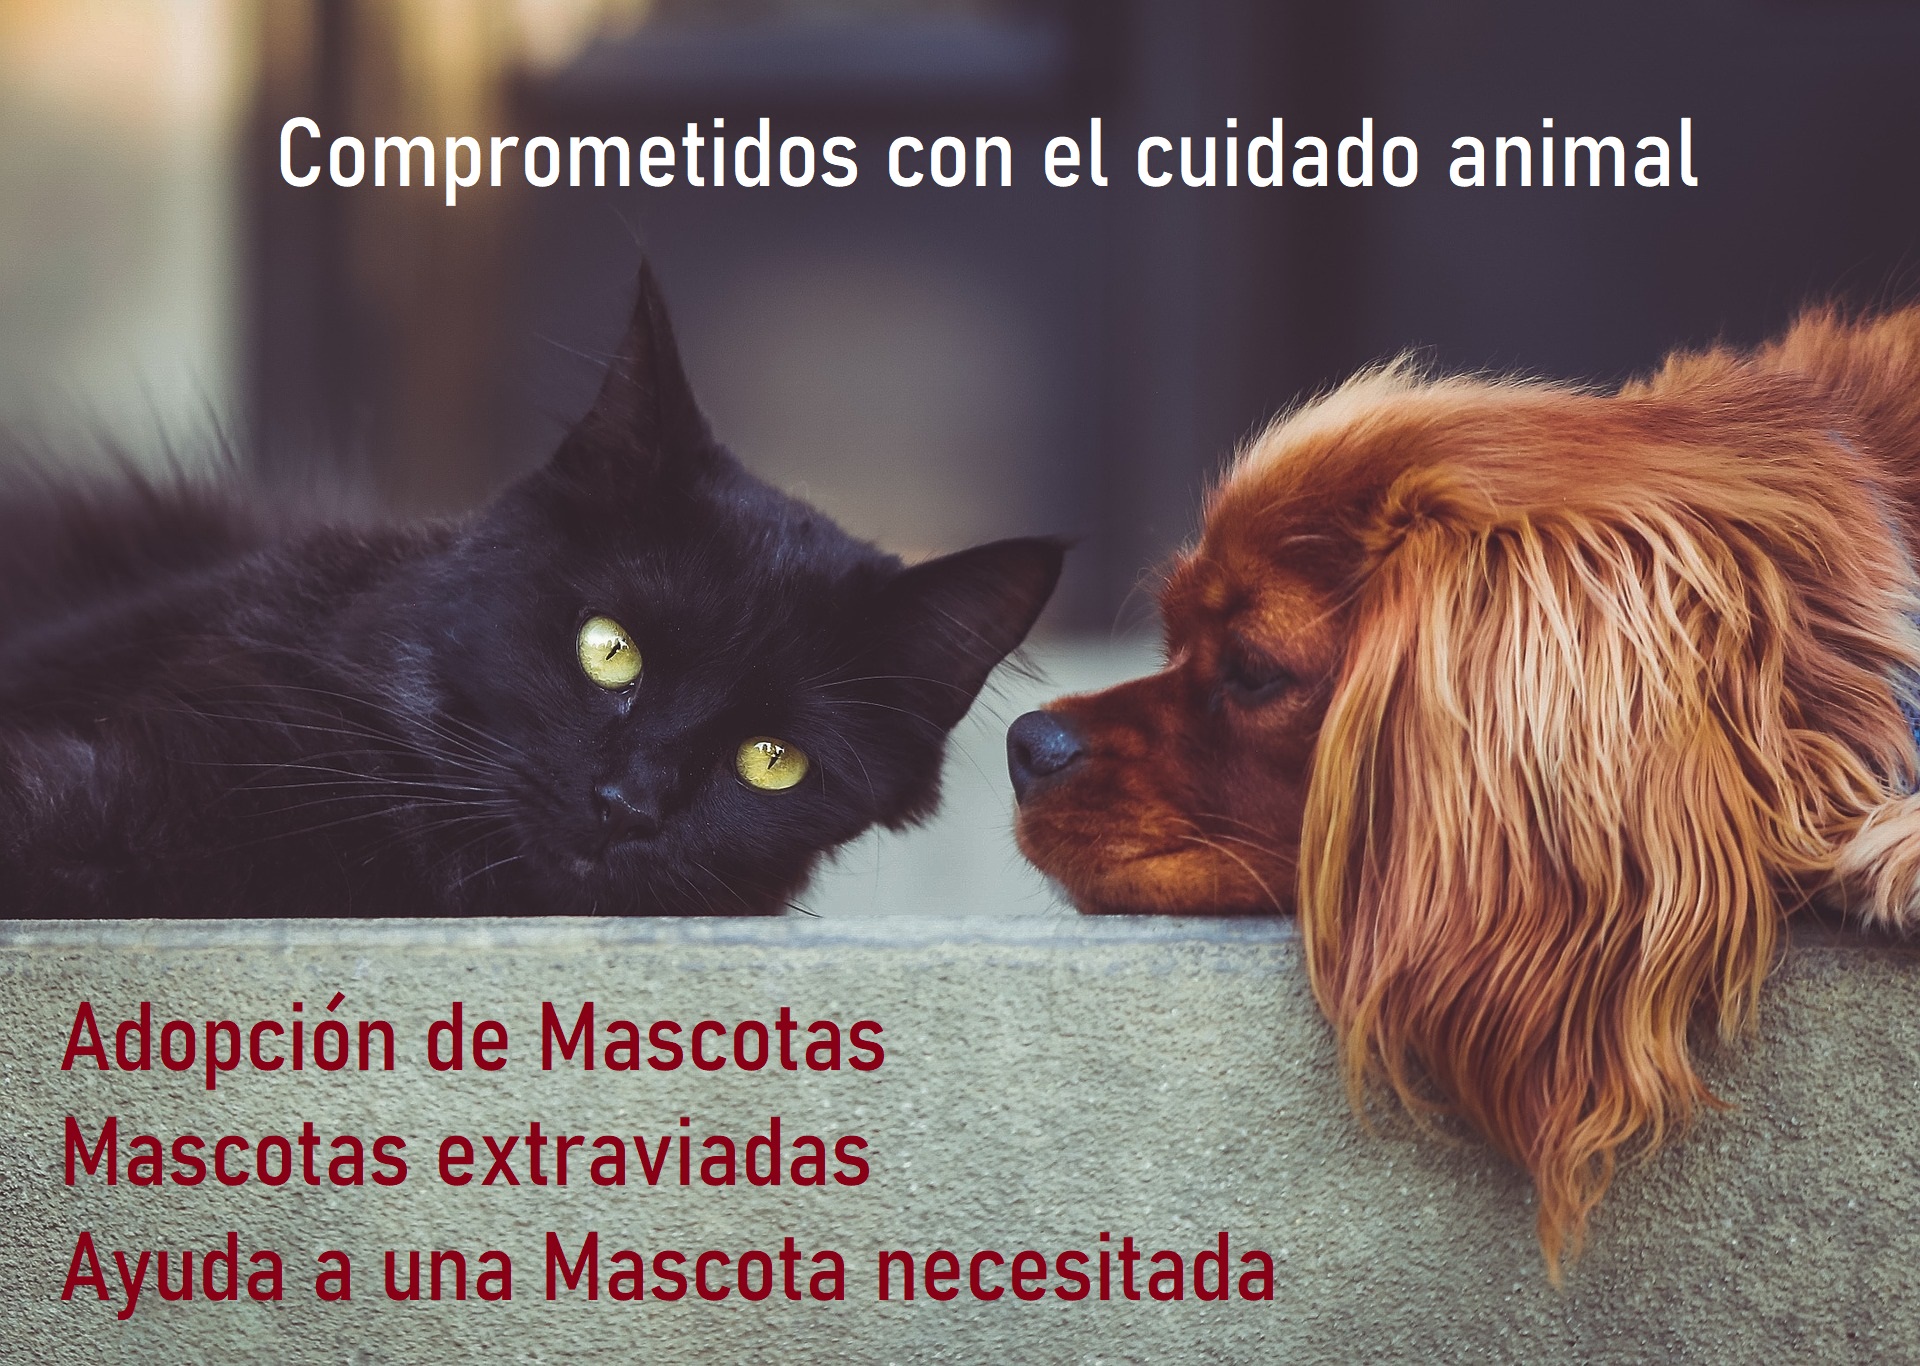 Comprometidos con el cuidado animal
Adopción de Mascotas
Mascotas extraviadas
Ayuda a una Mascota necesitada